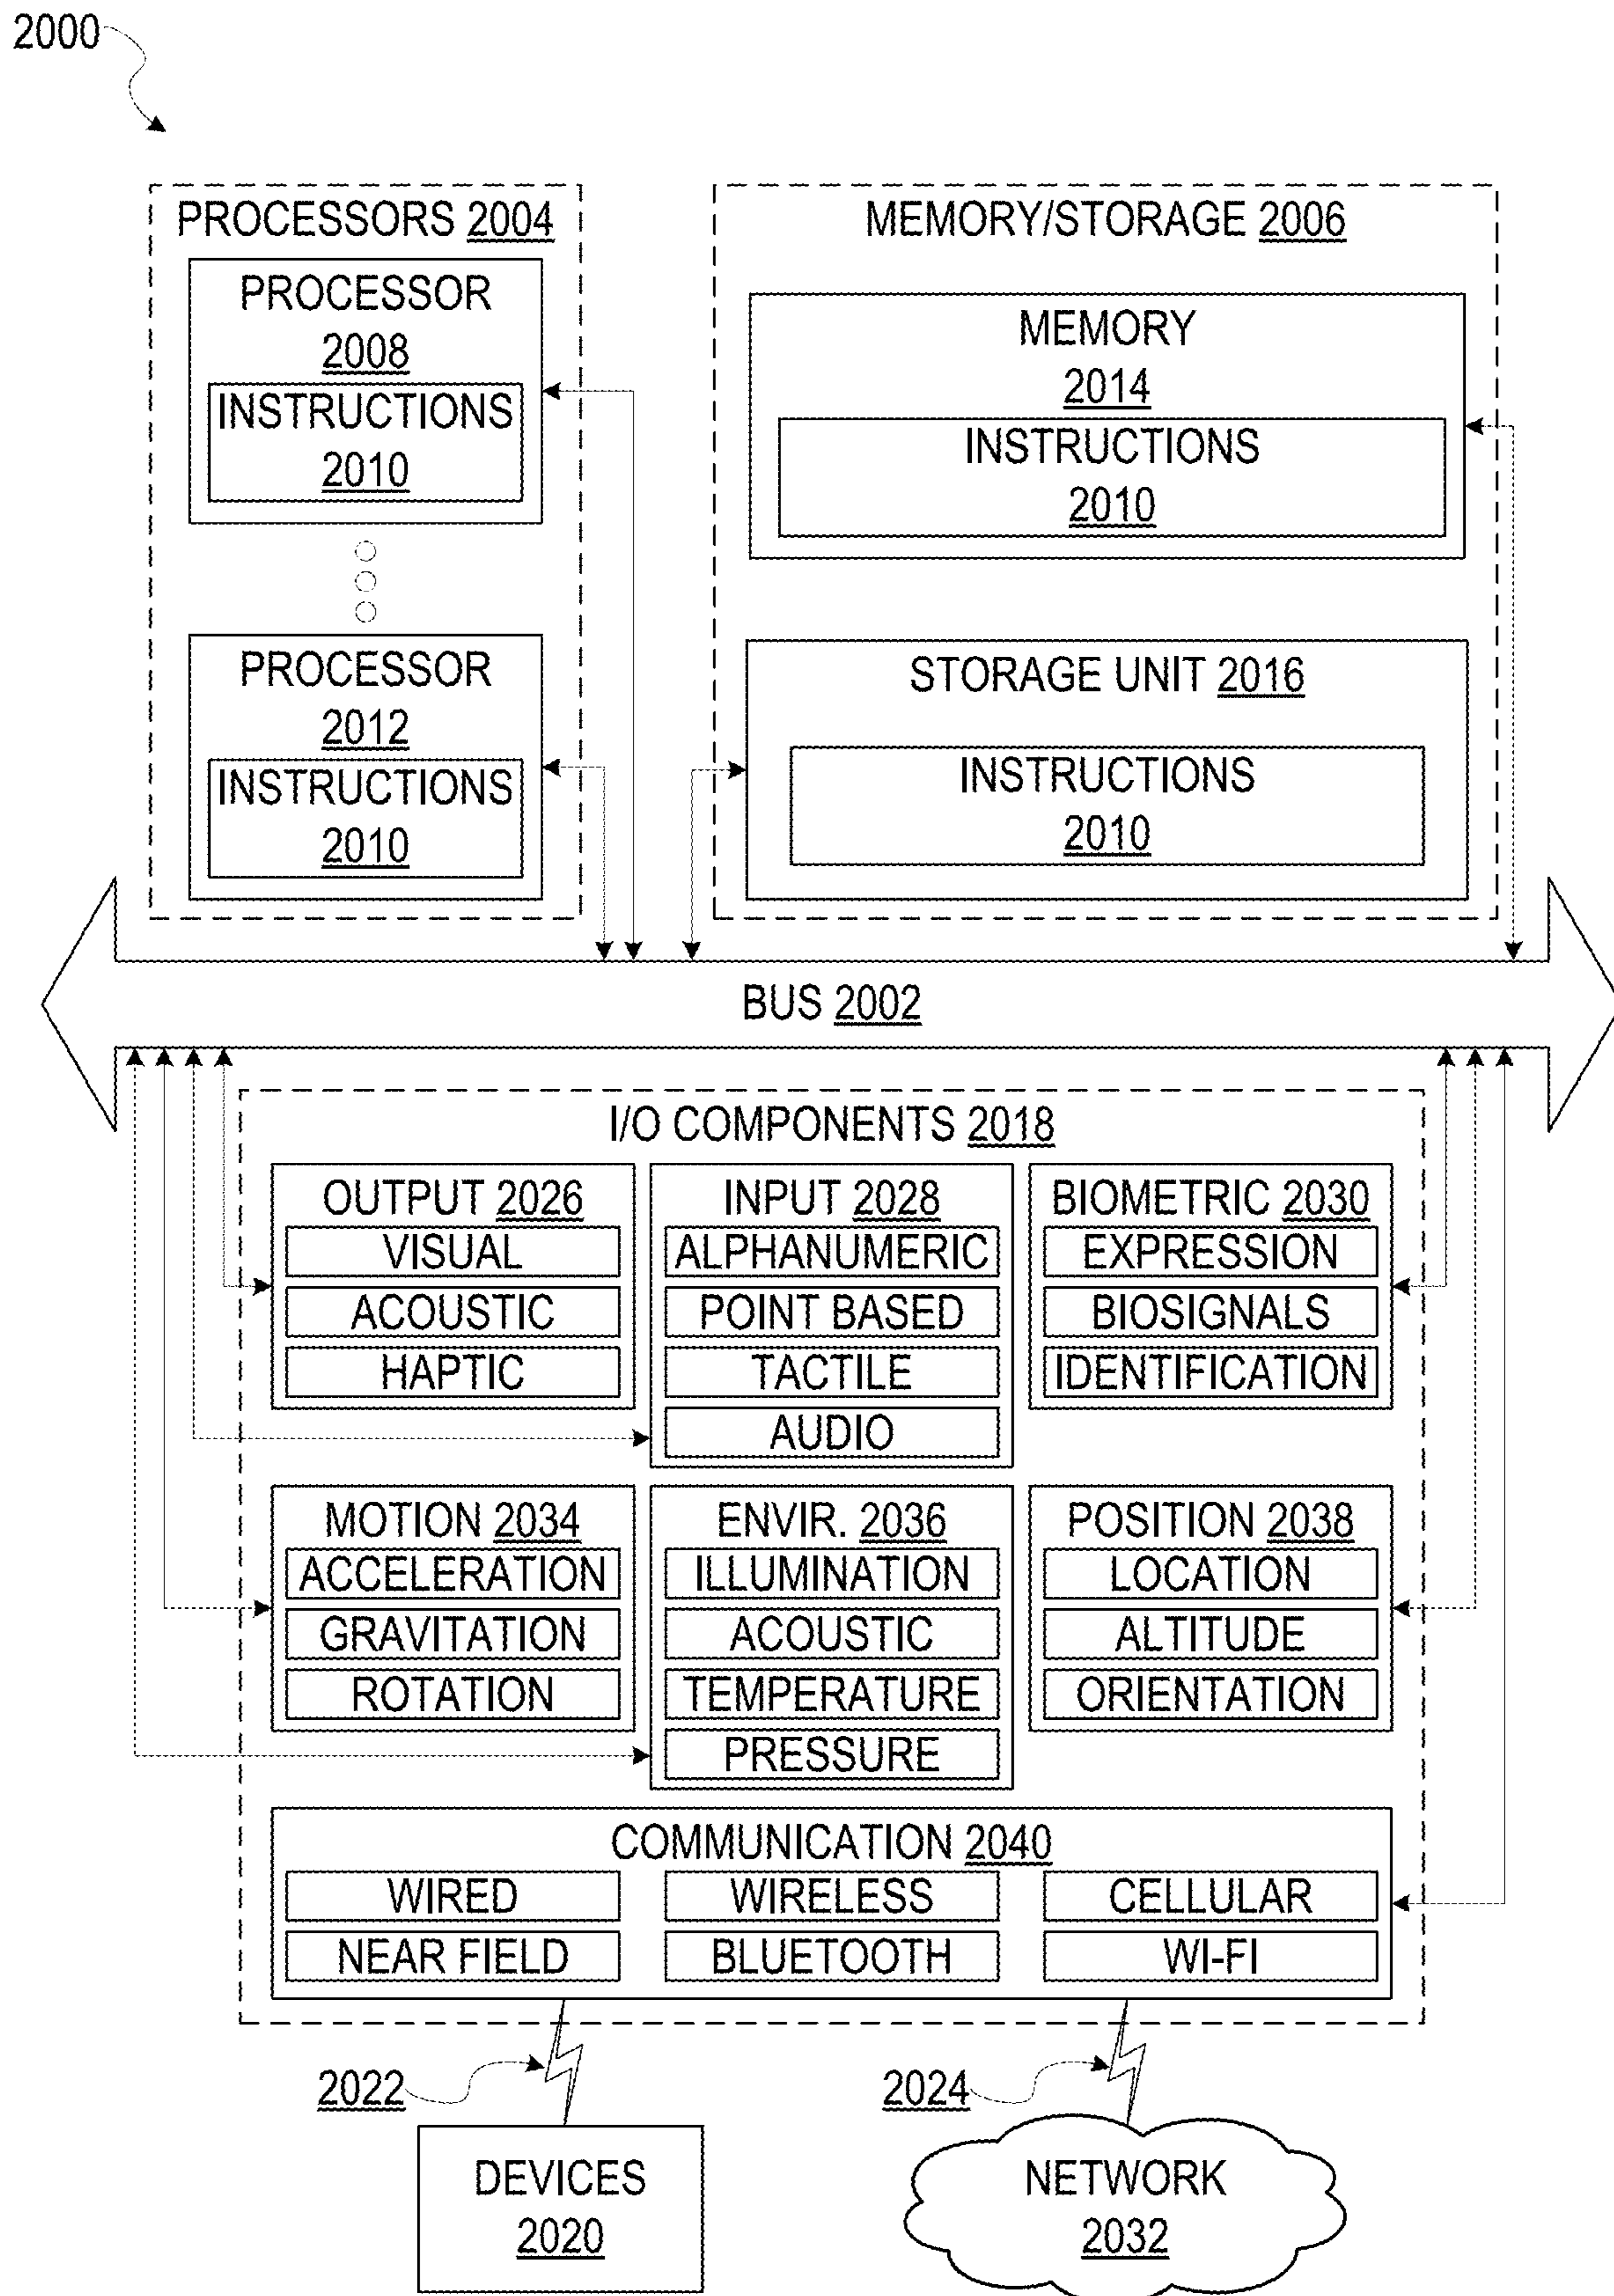 2000
PROCESSORS 2004
PROCESSOR
2008
INSTRUCTIONS
2010
PROCESSOR
2012
INSTRUCTIONS
2010
MEMORY/STORAGE 2006
MEMORY
2014
INSTRUCTIONS
2010
STORAGE UNIT 2016
INSTRUCTIONS
2010
BUS 2002
I/O COMPONENTS 2018
OUTPUT 2026
VISUAL
ACOUSTIC
HAPTIC
INPUT 2028
ALPHANUMERIC
POINT BASED
TACTILE
AUDIO
BIOMETRIC 2030
EXPRESSION
BIOSIGNALS
IDENTIFICATION
MOTION 2034
ACCELERATION
GRAVITATION
ROTATION
ENVIR. 2036
ILLUMINATION
ACOUSTIC
TEMPERATURE
PRESSURE
POSITION 2038
LOCATION
ALTITUDE
ORIENTATION
COMMUNICATION 2040
WIRED
WIRELESS
CELLULAR
NEAR FIELD
BLUETOOTH
WI-FI
2022
2024
DEVICES
2020
NETWORK
2032